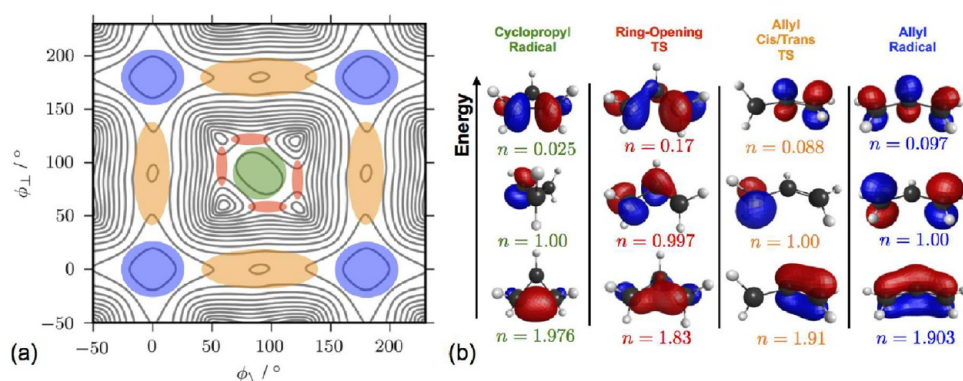 200
150
100
50
0
−50
ϕ⊥ / °
−50
0
50
100
150
200
ϕ\ / °
(a)
Cyclopropyl
Radical
Ring-Opening
TS
Allyl
Cis/Trans
TS
Allyl
Radical
Energy
n = 0.025
n = 0.17
n = 0.088
n = 0.097
n = 1.00
n = 0.997
n = 1.00
n = 1.00
n = 1.976
n = 1.83
n = 1.91
n = 1.903
(b)